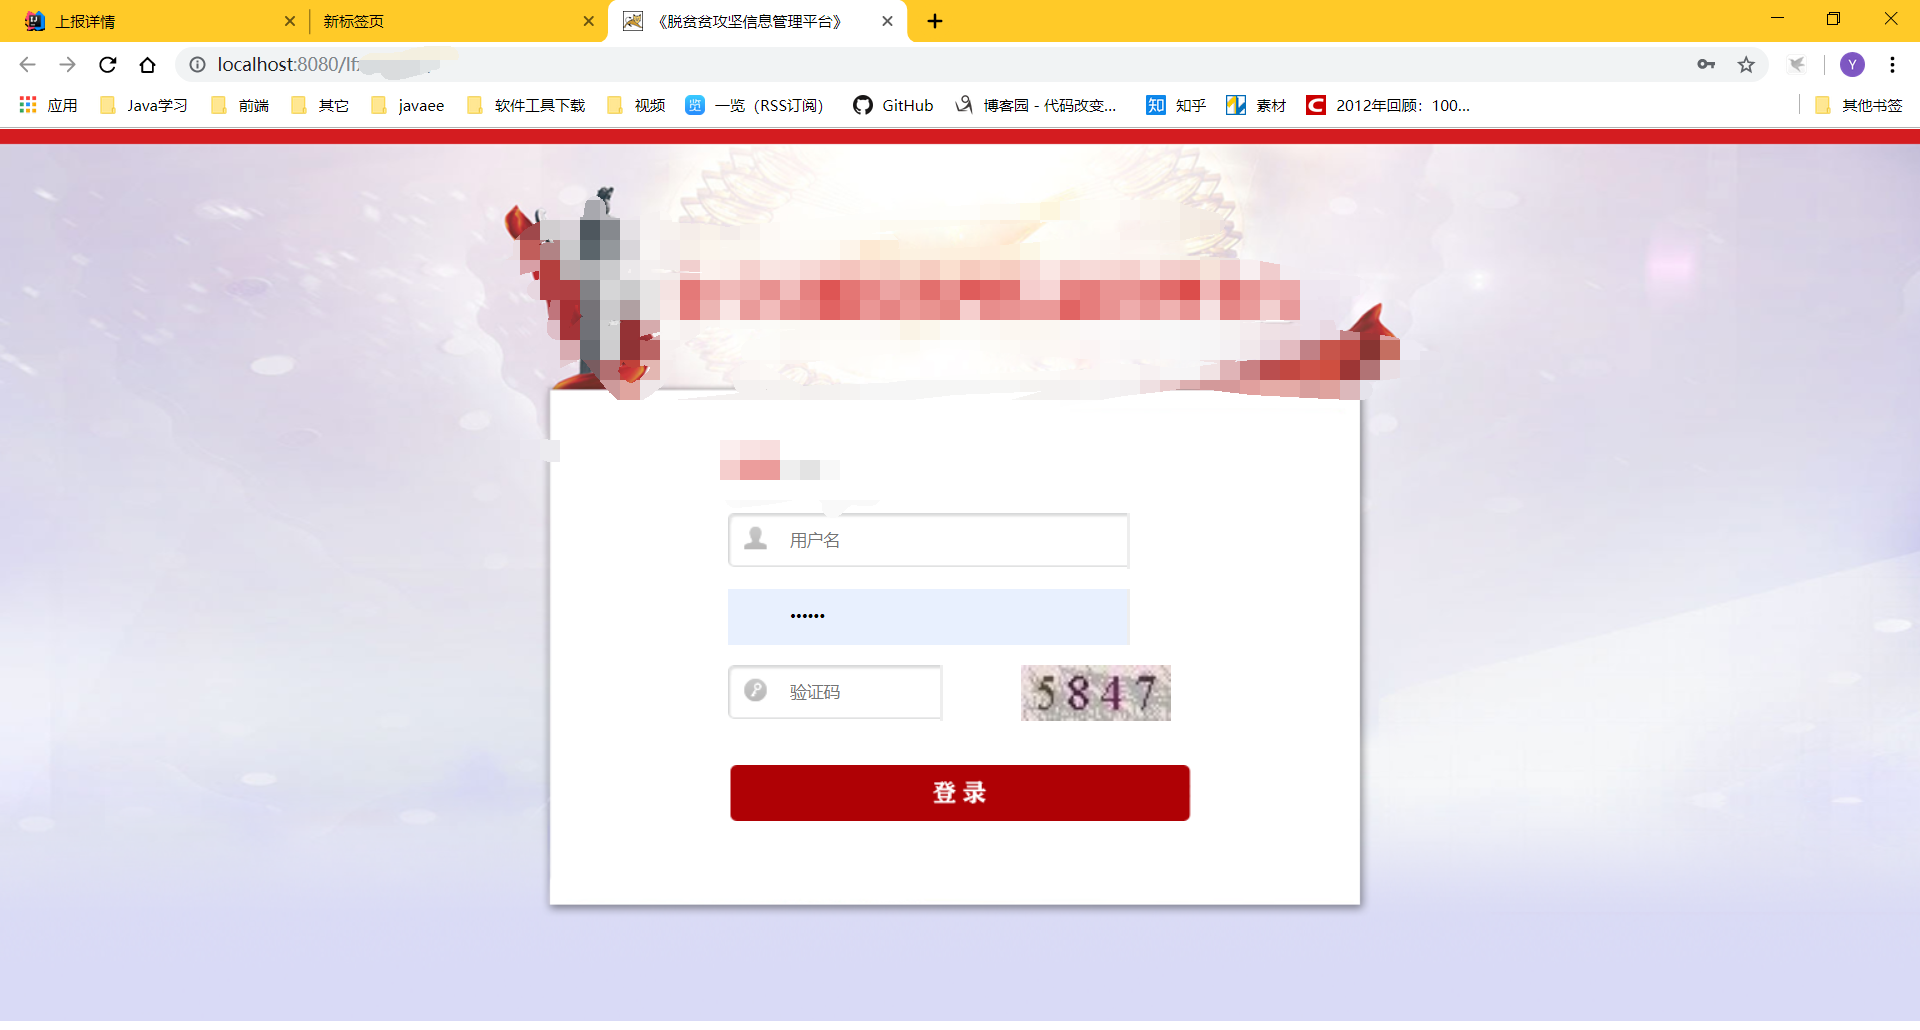 上报详情
新标签页
《脱贫贫攻坚信息管理平台》
localhost:8080/lf
Y
应用 Java学习 前端 其它 javaee 软件工具下载 视频 览 一览（RSS订阅） GitHub 博客园 - 代码改变... 知 知乎 素材 C 2012年回顾：100... 其他书签
用户名
••••••
验证码
5847
登 录